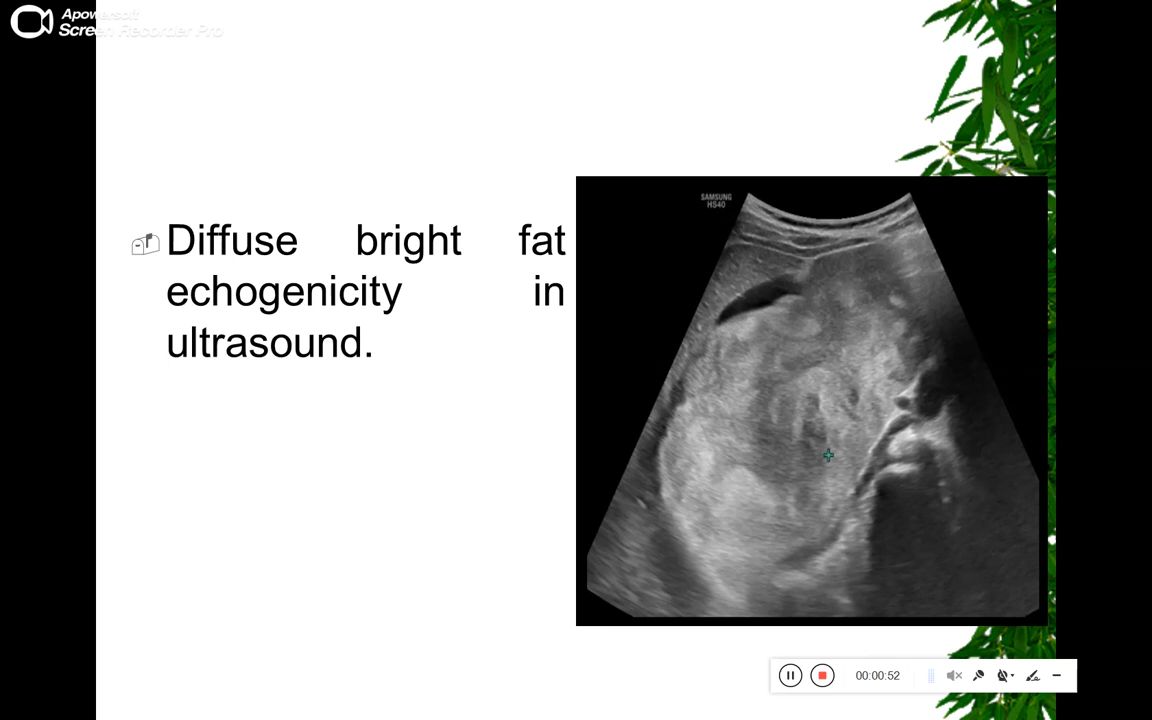 Apowersoft
Screen Recorder Pro
SAMSUNG
HS40
Diffuse bright fat
echogenicity in
ultrasound.
00:00:52